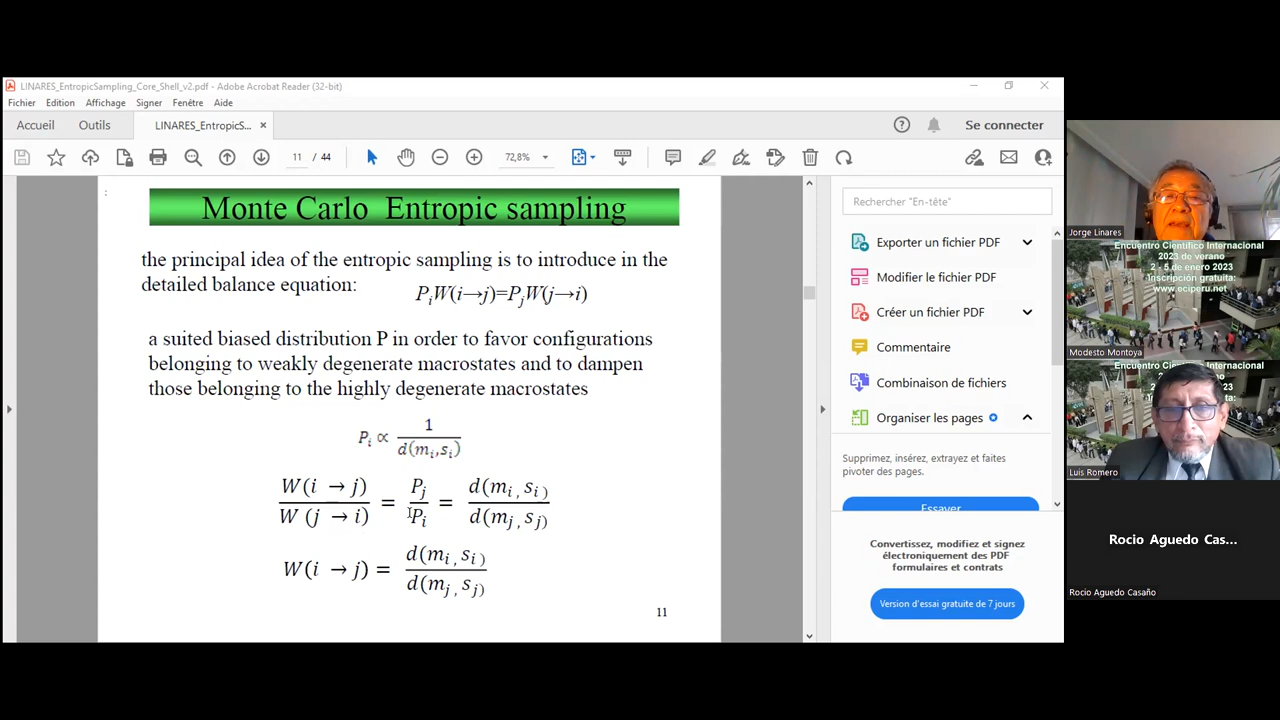 LINARES_EntropicSampling_Core_Shell_v2.pdf - Adobe Acrobat Reader (32-bit)
Fichier Edition Affichage Signer Fenêtre Aide
Accueil Outils LINARES_EntropicS... × Se connecter
11 / 44 72,8%
Monte Carlo Entropic sampling
the principal idea of the entropic sampling is to introduce in the
detailed balance equation: PᵢW(i→j)=PⱼW(j→i)
a suited biased distribution P in order to favor configurations
belonging to weakly degenerate macrostates and to dampen
those belonging to the highly degenerate macrostates
Pᵢ ∝ 1 / d(mᵢ,sᵢ)
W(i → j) / W (j → i) = Pⱼ / Pᵢ = d(mᵢ, sᵢ) / d(mⱼ, sⱼ)
W(i → j) = d(mᵢ, sᵢ) / d(mⱼ, sⱼ)
11
Rechercher "En-tête"
Exporter un fichier PDF
Modifier le fichier PDF
Créer un fichier PDF
Commentaire
Combinaison de fichiers
Organiser les pages
Supprimez, insérez, extrayez et faites
pivoter des pages.
Essayer
Convertissez, modifiez et signez
électroniquement des PDF
formulaires et contrats
Version d'essai gratuite de 7 jours
Jorge Linares
Encuentro Científico Internacional
2023 de verano
2 - 5 de enero 2023
Inscripción gratuita:
www.eciperu.net
Modesto Montoya
Luis Romero
Rocio Aguedo Cas...
Rocio Aguedo Casaño